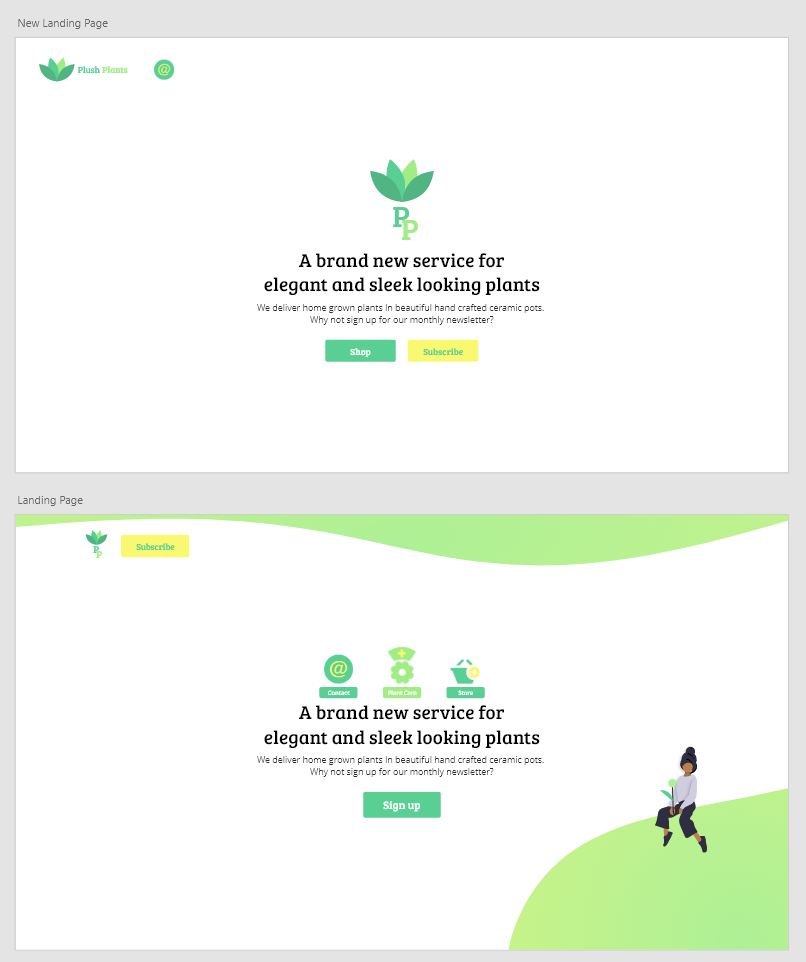 New Landing Page
Plush Plants
@
P
P
A brand new service for
elegant and sleek looking plants
We deliver home grown plants in beautiful hand crafted ceramic pots.
Why not sign up for our monthly newsletter?
Shop
Subscribe
Landing Page
P
P
Subscribe
@
Contact
Plant Care
Store
A brand new service for
elegant and sleek looking plants
We deliver home grown plants in beautiful hand crafted ceramic pots.
Why not sign up for our monthly newsletter?
Sign up